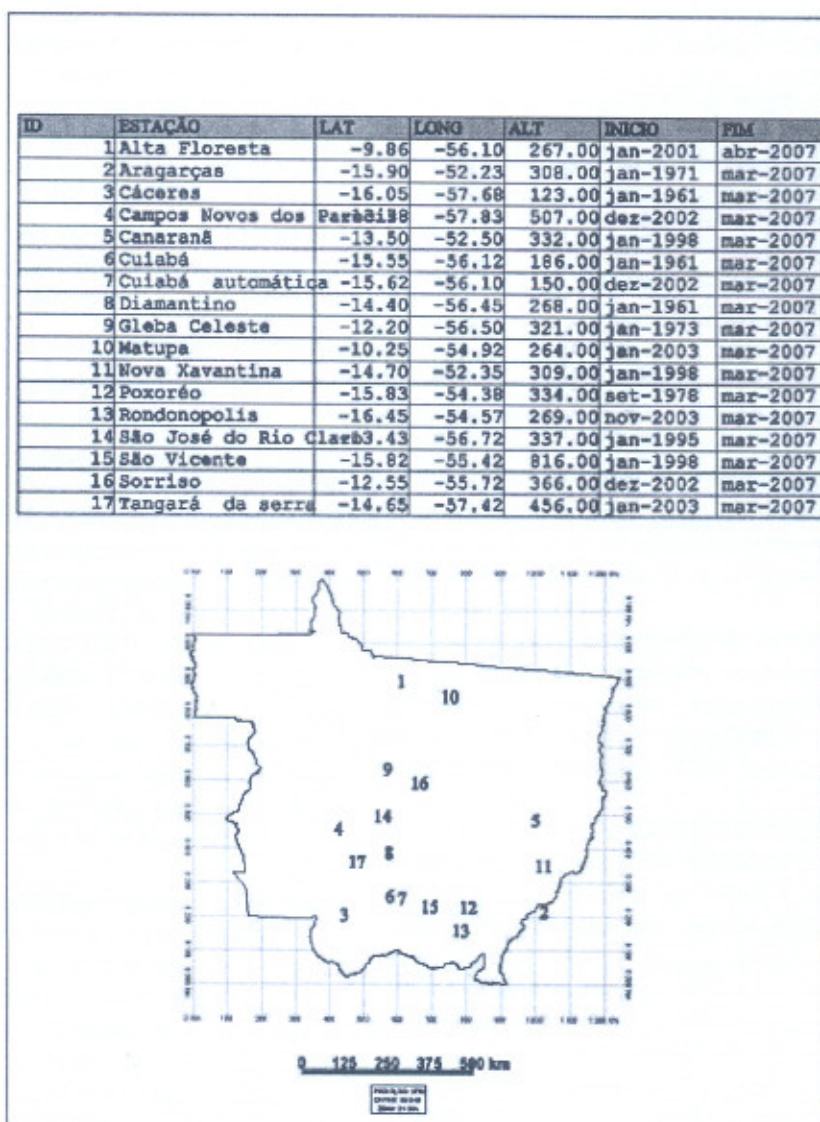 ID ESTAÇÃO LAT LONG ALT INICIO FIM
1 Alta Floresta -9.86 -56.10 267.00 jan-2001 abr-2007
2 Aragarças -15.90 -52.23 308.00 jan-1971 mar-2007
3 Cáceres -16.05 -57.68 123.00 jan-1961 mar-2007
4 Campos Novos dos -57.83 507.00 dez-2002 mar-2007
5 Canaranã -13.50 -52.50 332.00 jan-1998 mar-2007
6 Cuiabá -15.55 -56.12 186.00 jan-1961 mar-2007
7 Cuiabá automática -15.62 -56.10 150.00 dez-2002 mar-2007
8 Diamantino -14.40 -56.45 268.00 jan-1961 mar-2007
9 Gleba Celeste -12.20 -56.50 321.00 jan-1973 mar-2007
10 Matupa -10.25 -54.92 264.00 jan-2003 mar-2007
11 Nova Xavantina -14.70 -52.35 309.00 jan-1998 mar-2007
12 Poxoréo -15.83 -54.38 334.00 set-1978 mar-2007
13 Rondonopolis -16.45 -54.57 269.00 nov-2003 mar-2007
14 São José do Rio -56.72 337.00 jan-1995 mar-2007
15 São Vicente -15.82 -55.42 816.00 jan-1998 mar-2007
16 Sorriso -12.55 -55.72 366.00 dez-2002 mar-2007
17 Tangará da serra -14.65 -57.42 456.00 jan-2003 mar-2007
1
10
9
16
14
5
4
8
17
11
6
7
15
12
3
2
13
0 125 250 375 500 km